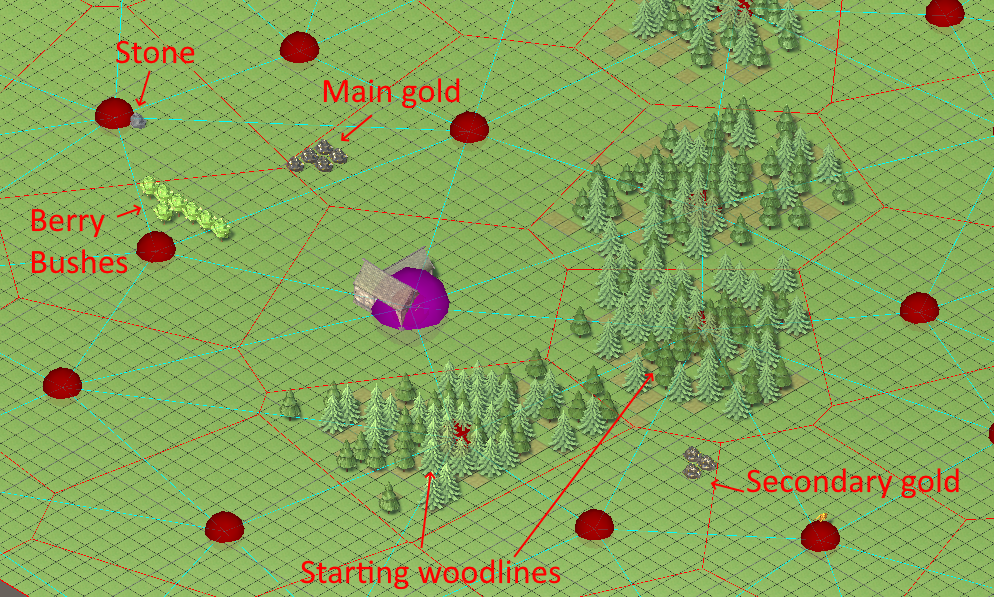 Stone
Main gold
Berry
Bushes
Secondary gold
Starting woodlines